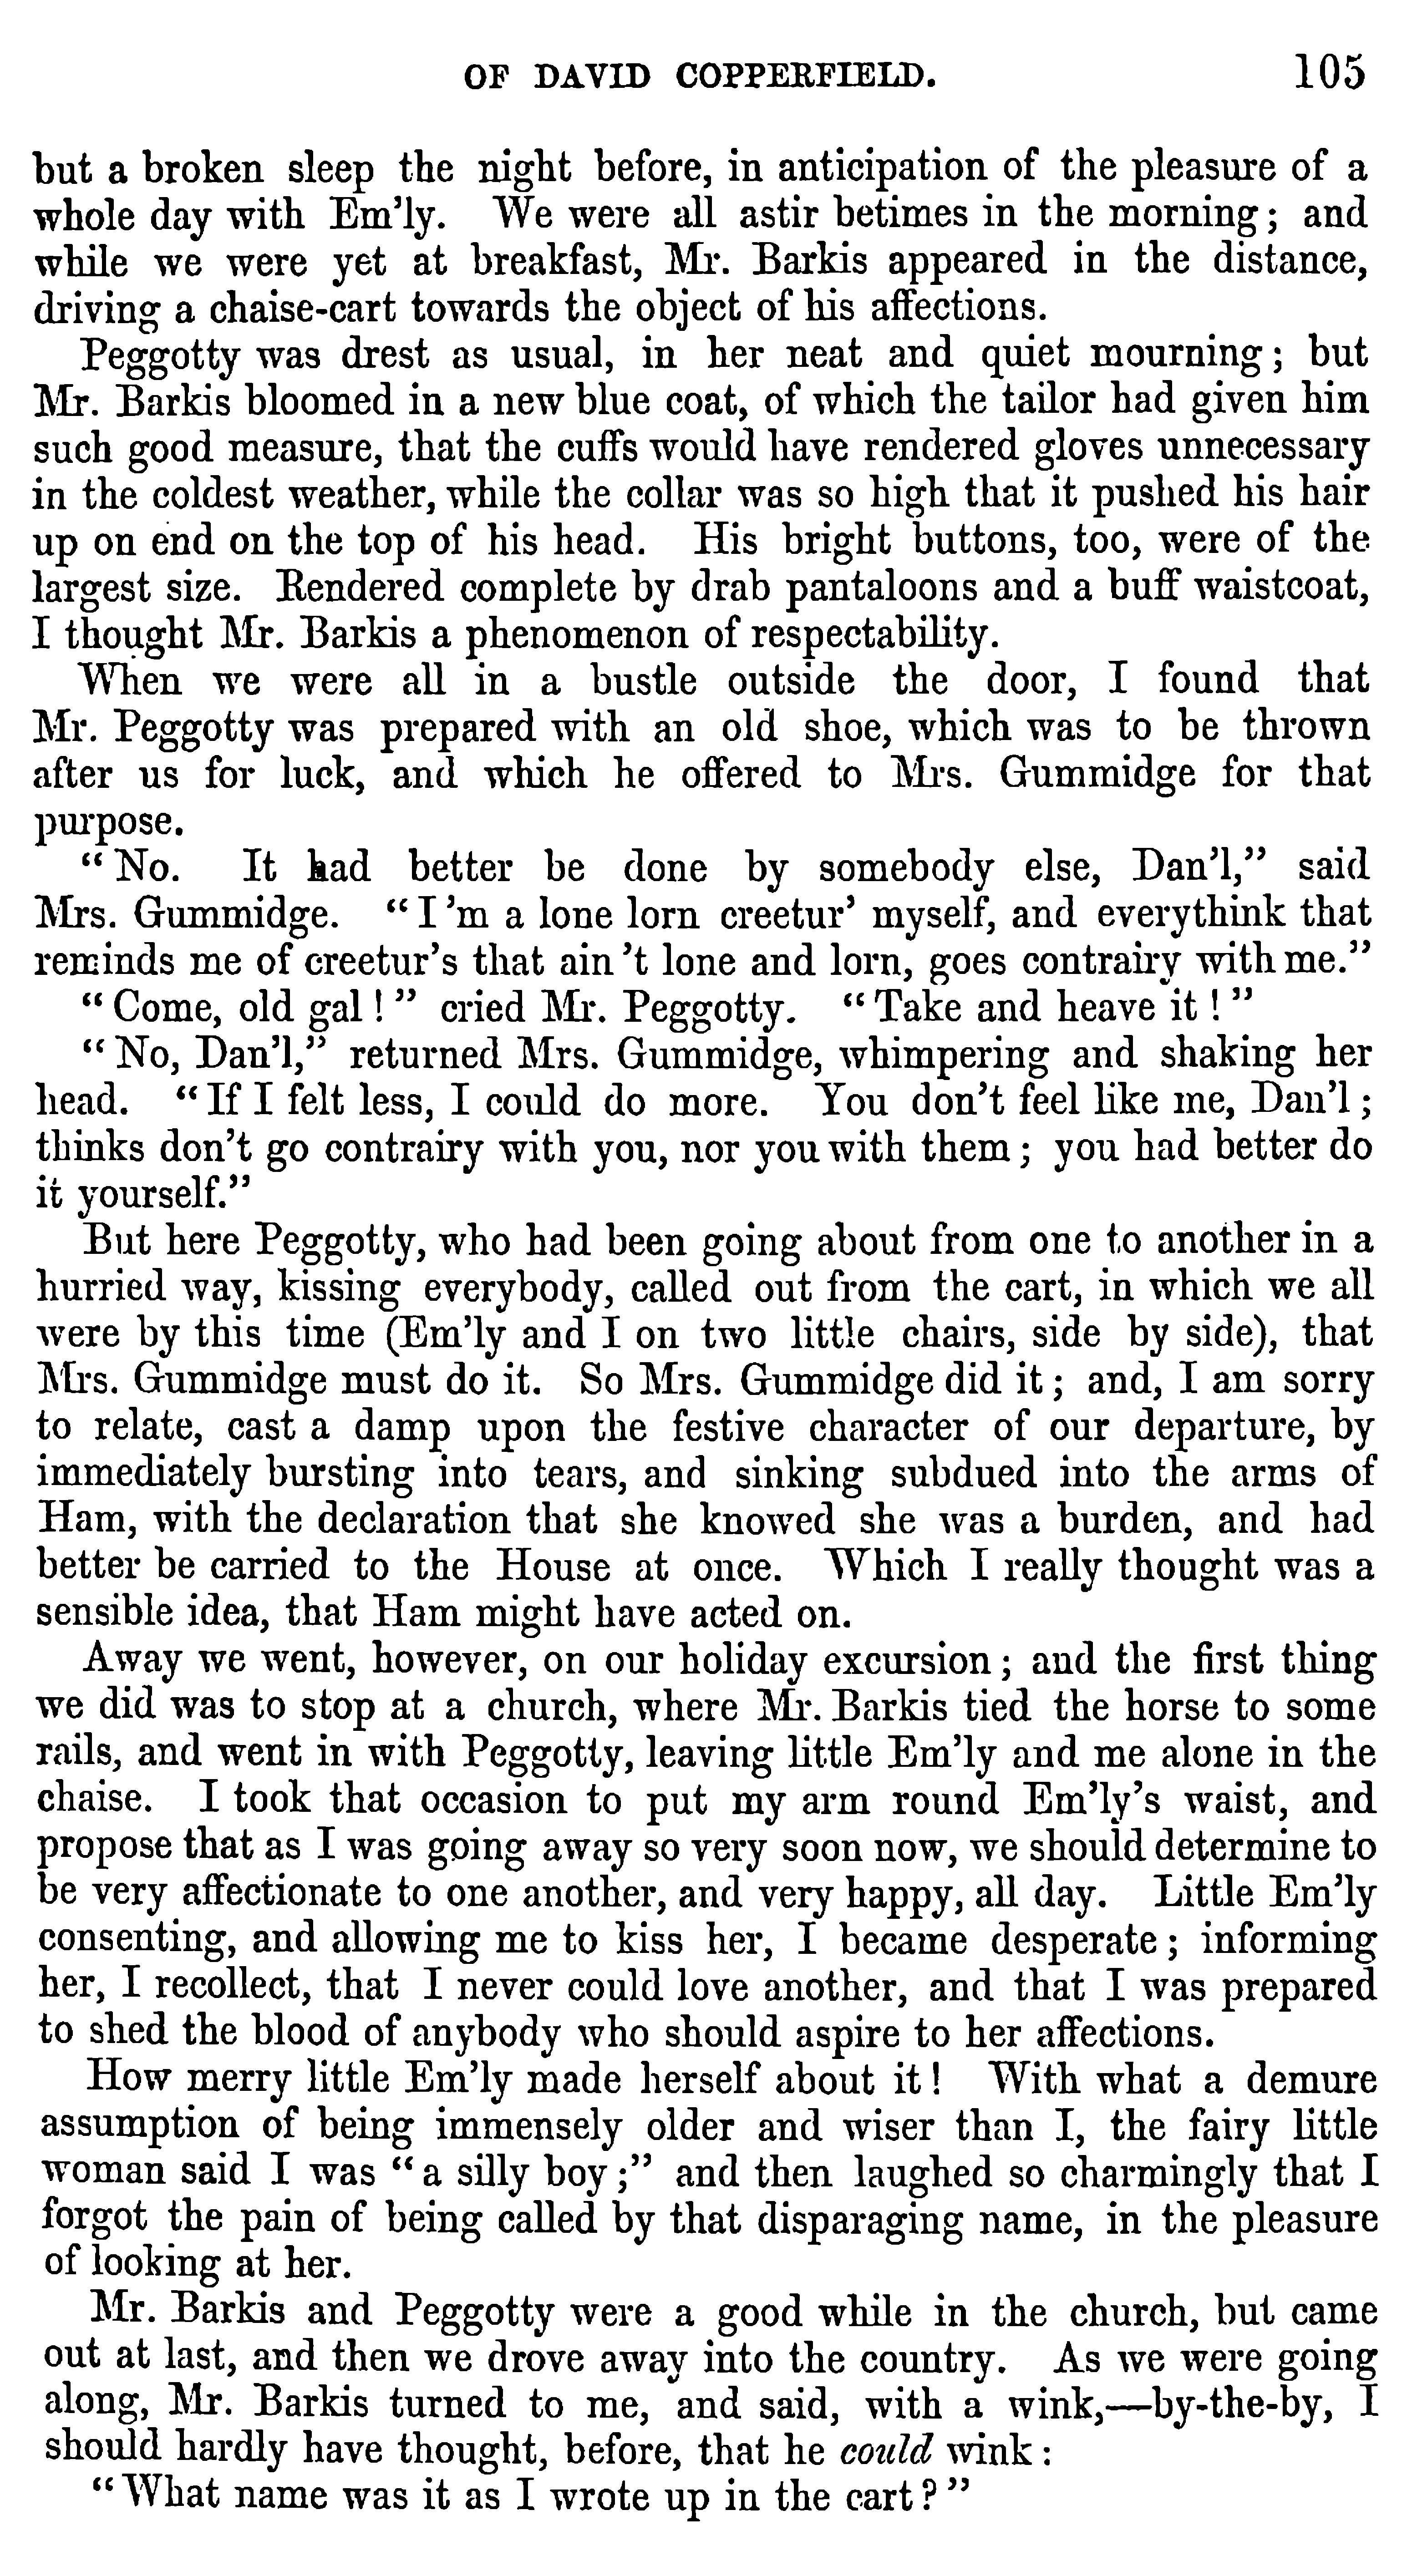 OF DAVID COPPERFIELD. 105
but a broken sleep the night before, in anticipation of the pleasure of a
whole day with Em'ly. We were all astir betimes in the morning; and
while we were yet at breakfast, Mr. Barkis appeared in the distance,
driving a chaise-cart towards the object of his affections.
Peggotty was drest as usual, in her neat and quiet mourning; but
Mr. Barkis bloomed in a new blue coat, of which the tailor had given him
such good measure, that the cuffs would have rendered gloves unnecessary
in the coldest weather, while the collar was so high that it pushed his hair
up on end on the top of his head. His bright buttons, too, were of the
largest size. Rendered complete by drab pantaloons and a buff waistcoat,
I thought Mr. Barkis a phenomenon of respectability.
When we were all in a bustle outside the door, I found that
Mr. Peggotty was prepared with an old shoe, which was to be thrown
after us for luck, and which he offered to Mrs. Gummidge for that
purpose.
"No. It had better be done by somebody else, Dan'l," said
Mrs. Gummidge. "I'm a lone lorn creetur' myself, and everythink that
reminds me of creetur's that ain't lone and lorn, goes contrairy with me."
"Come, old gal!" cried Mr. Peggotty. "Take and heave it!"
"No, Dan'l," returned Mrs. Gummidge, whimpering and shaking her
head. "If I felt less, I could do more. You don't feel like me, Dan'l;
thinks don't go contrairy with you, nor you with them; you had better do
it yourself."
But here Peggotty, who had been going about from one to another in a
hurried way, kissing everybody, called out from the cart, in which we all
were by this time (Em'ly and I on two little chairs, side by side), that
Mrs. Gummidge must do it. So Mrs. Gummidge did it; and, I am sorry
to relate, cast a damp upon the festive character of our departure, by
immediately bursting into tears, and sinking subdued into the arms of
Ham, with the declaration that she knowed she was a burden, and had
better be carried to the House at once. Which I really thought was a
sensible idea, that Ham might have acted on.
Away we went, however, on our holiday excursion; and the first thing
we did was to stop at a church, where Mr. Barkis tied the horse to some
rails, and went in with Peggotty, leaving little Em'ly and me alone in the
chaise. I took that occasion to put my arm round Em'ly's waist, and
propose that as I was going away so very soon now, we should determine to
be very affectionate to one another, and very happy, all day. Little Em'ly
consenting, and allowing me to kiss her, I became desperate; informing
her, I recollect, that I never could love another, and that I was prepared
to shed the blood of anybody who should aspire to her affections.
How merry little Em'ly made herself about it! With what a demure
assumption of being immensely older and wiser than I, the fairy little
woman said I was "a silly boy;" and then laughed so charmingly that I
forgot the pain of being called by that disparaging name, in the pleasure
of looking at her.
Mr. Barkis and Peggotty were a good while in the church, but came
out at last, and then we drove away into the country. As we were going
along, Mr. Barkis turned to me, and said, with a wink,—by-the-by, I
should hardly have thought, before, that he could wink:
"What name was it as I wrote up in the cart?"